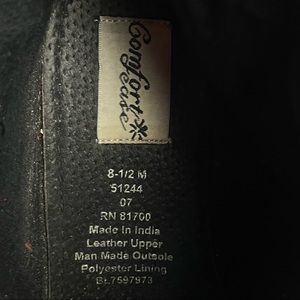 Comfort
ease
8-1/2 M
51244
07
RN 81700
Made In India
Leather Upper
Man Made Outsole
Polyester Lining
BL7597973